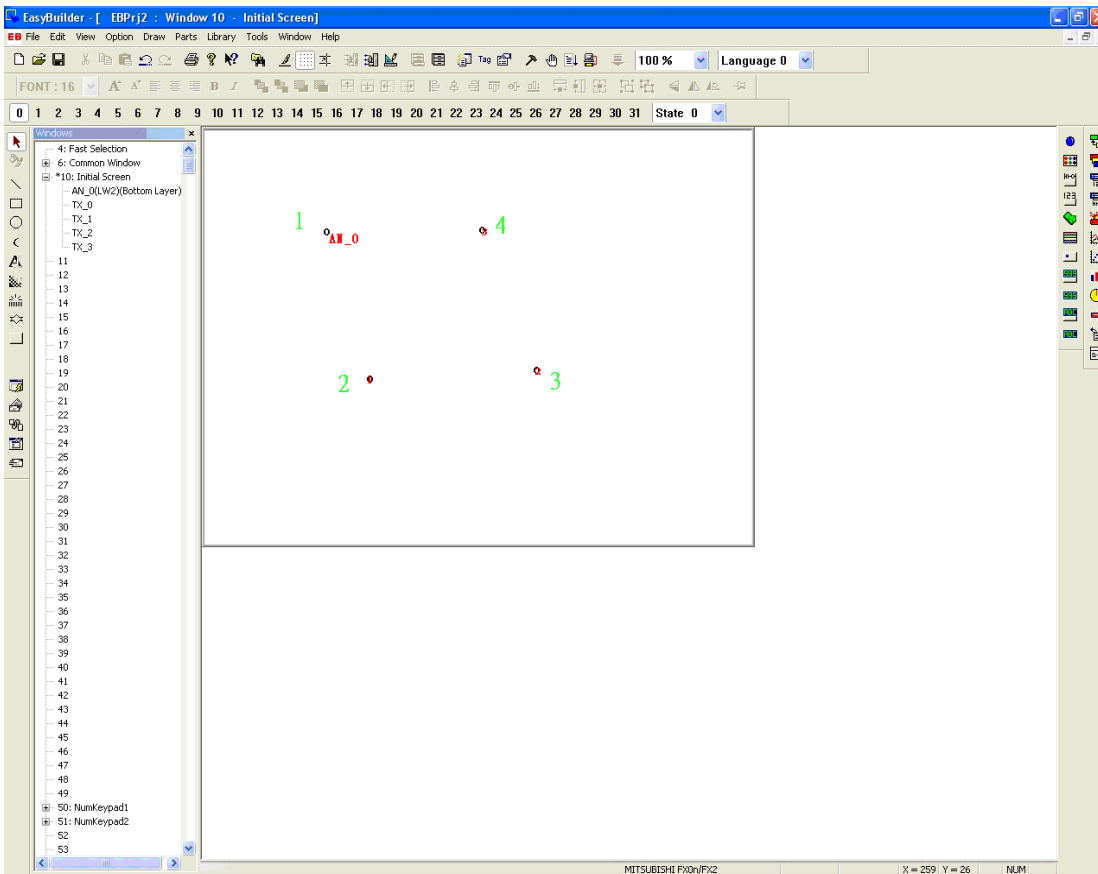 EasyBuilder - [ EBPrj2 : Window 10 - Initial Screen]
EB File Edit View Option Draw Parts Library Tools Window Help
Tag 100 % Language 0
FONT : 16 A A B I
0 1 2 3 4 5 6 7 8 9 10 11 12 13 14 15 16 17 18 19 20 21 22 23 24 25 26 27 28 29 30 31 State 0
Windows
4: Fast Selection
6: Common Window
*10: Initial Screen
AN_0(LW2)(Bottom Layer)
TX_0
TX_1
TX_2
TX_3
11
12
13
14
15
16
17
18
19
20
21
22
23
24
25
26
27
28
29
30
31
32
33
34
35
36
37
38
39
40
41
42
43
44
45
46
47
48
49
50: NumKeypad1
51: NumKeypad2
52
53
1
AN_0
4
2
3
MITSUBISHI FX0n/FX2 X = 259 Y = 26 NUM